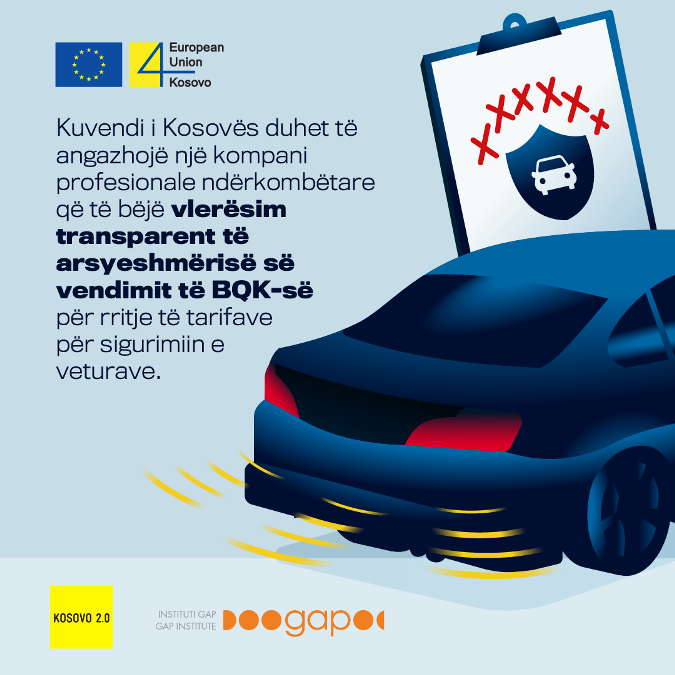 European
Union
Kosovo
Kuvendi i Kosovës duhet të
angazhojë një kompani
profesionale ndërkombëtare
që të bëjë vlerësim
transparent të
arsyeshmërisë së
vendimit të BQK-së
për rritje të tarifave
për sigurimiin e
veturave.
KOSOVO 2.0
INSTITUTI GAP
GAP INSTITUTE
gap